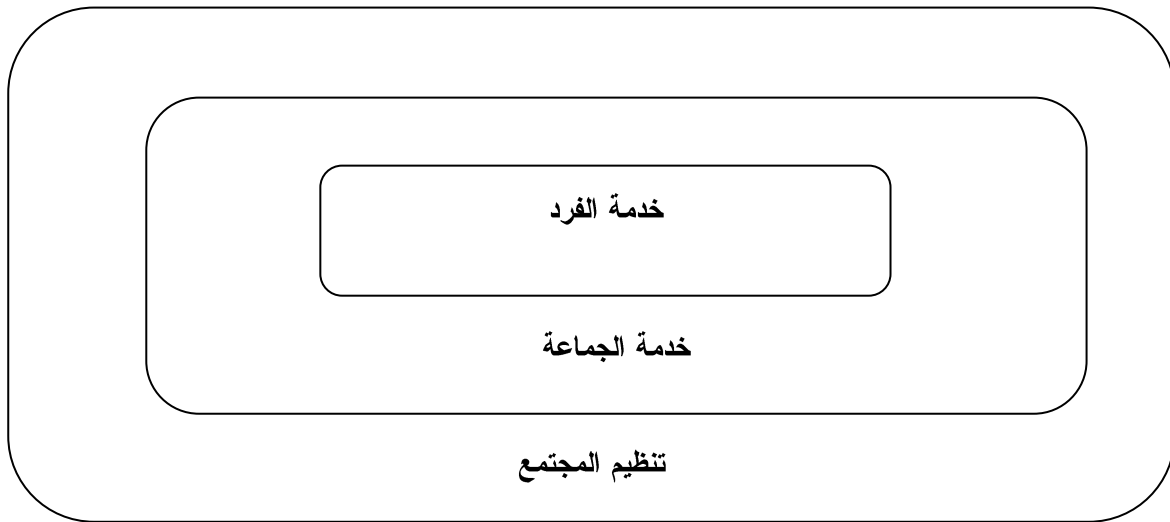 خدمة الفرد
خدمة الجماعة
تنظيم المجتمع